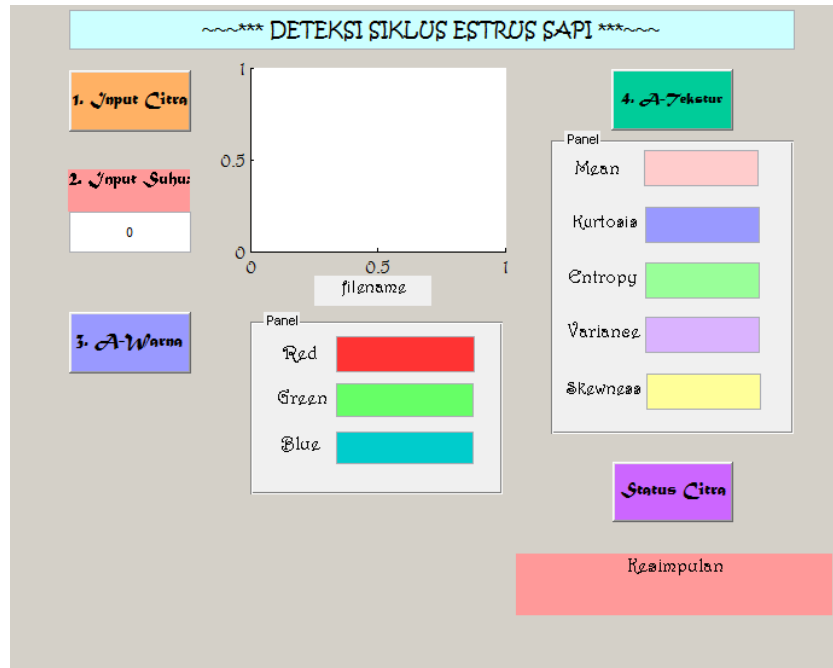 ~~~*** DETEKSI SIKLUS ESTRUS SAPI ***~~~
1. Input Citra
2. Input Suhu:
0
3. A-Warna
1
0.5
0
0
0.5
1
filename
Panel
Red
Green
Blue
4. A-Tekstur
Panel
Mean
Kurtosis
Entropy
Variance
Skewness
Status Citra
Kesimpulan